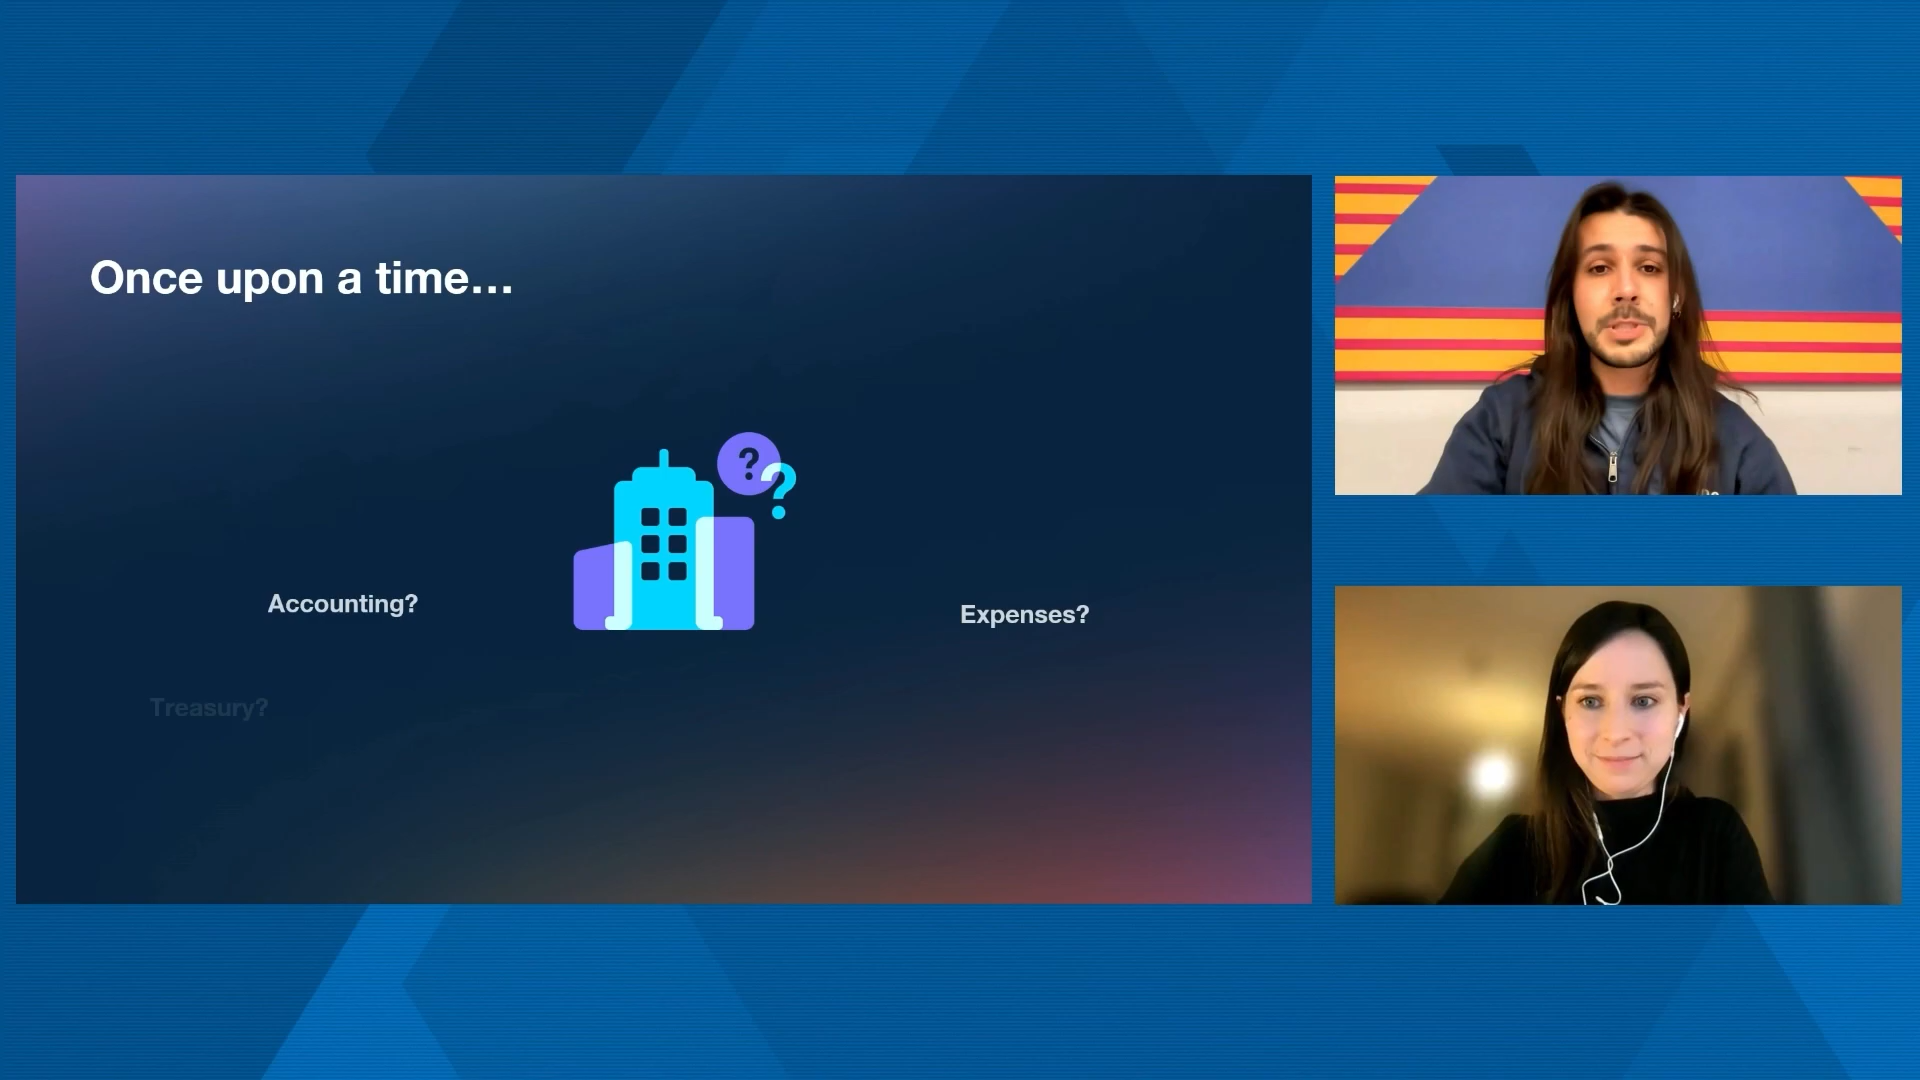 Once upon a time...
?
?
Accounting?
Expenses?
Treasury?